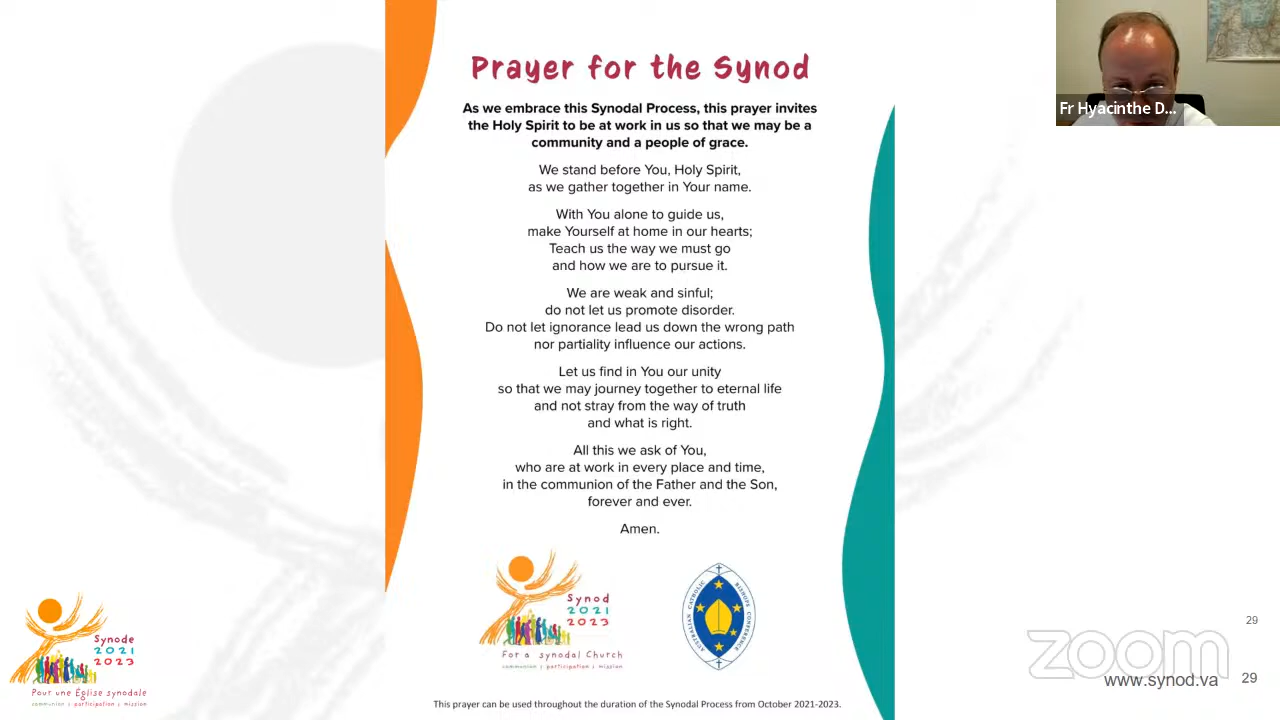 Prayer for the Synod
As we embrace this Synodal Process, this prayer invites
the Holy Spirit to be at work in us so that we may be a
community and a people of grace.
We stand before You, Holy Spirit,
as we gather together in Your name.
With You alone to guide us,
make Yourself at home in our hearts;
Teach us the way we must go
and how we are to pursue it.
We are weak and sinful;
do not let us promote disorder.
Do not let ignorance lead us down the wrong path
nor partiality influence our actions.
Let us find in You our unity
so that we may journey together to eternal life
and not stray from the way of truth
and what is right.
All this we ask of You,
who are at work in every place and time,
in the communion of the Father and the Son,
forever and ever.
Amen.
Synod
2021
2023
For a synodal Church
communion | participation | mission
AUSTRALIAN CATHOLIC BISHOPS CONFERENCE
This prayer can be used throughout the duration of the Synodal Process from October 2021-2023.
Fr Hyacinthe D...
Synode
2021
2023
Pour une Église synodale
communion | participation | mission
29
zoom
www.synod.va
29